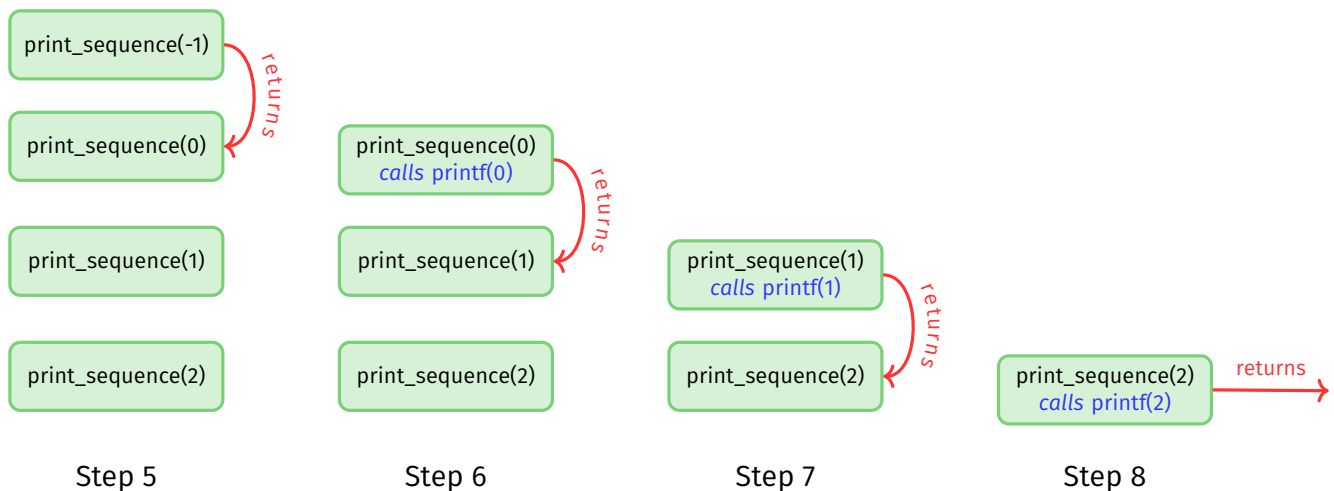 print_sequence(-1)
returns
print_sequence(0)
print_sequence(1)
print_sequence(2)
Step 5
print_sequence(0)
calls printf(0)
returns
print_sequence(1)
print_sequence(2)
Step 6
print_sequence(1)
calls printf(1)
returns
print_sequence(2)
Step 7
print_sequence(2)
calls printf(2)
returns
Step 8